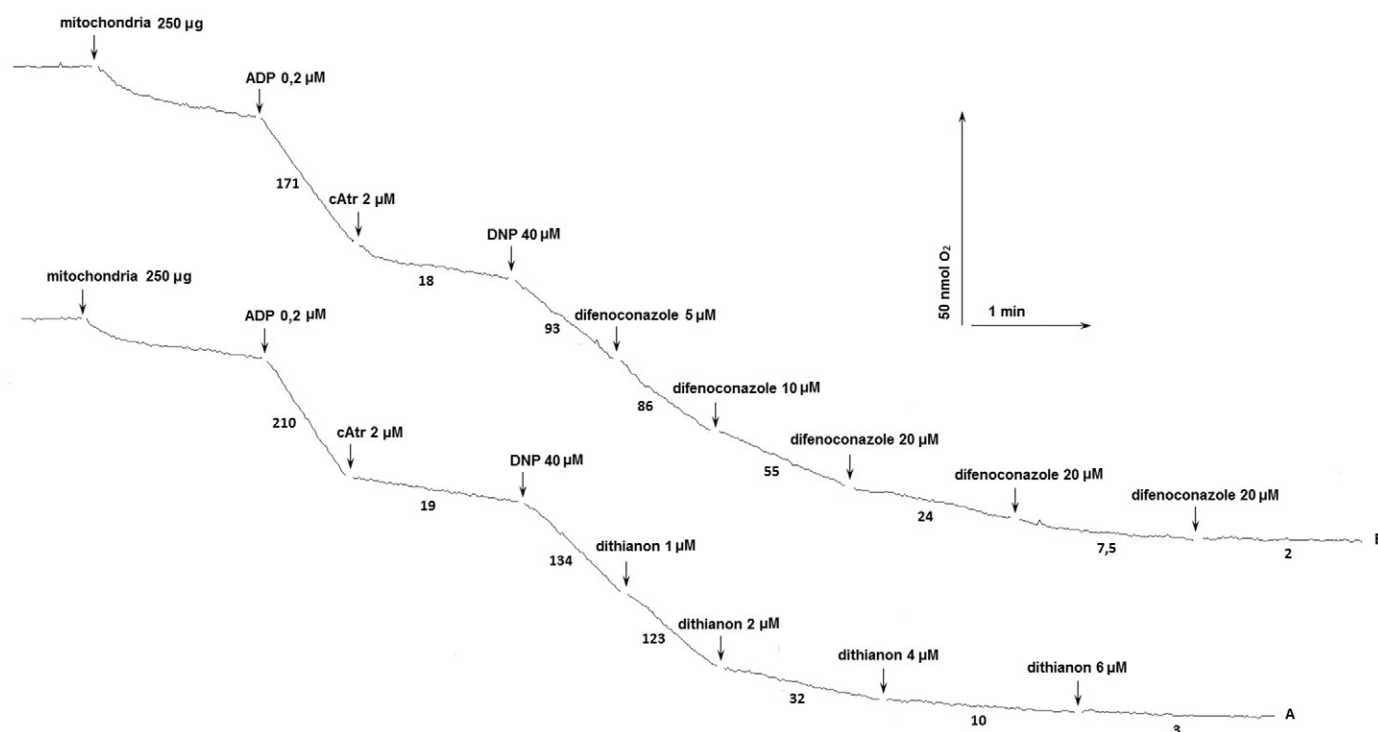 mitochondria 250 µg
ADP 0,2 µM
171
cAtr 2 µM
18
DNP 40 µM
93
difenoconazole 5 µM
86
difenoconazole 10 µM
55
difenoconazole 20 µM
24
difenoconazole 20 µM
7,5
difenoconazole 20 µM
2
50 nmol O₂
1 min
mitochondria 250 µg
ADP 0,2 µM
210
cAtr 2 µM
19
DNP 40 µM
134
dithianon 1 µM
123
dithianon 2 µM
32
dithianon 4 µM
10
dithianon 6 µM
3
A